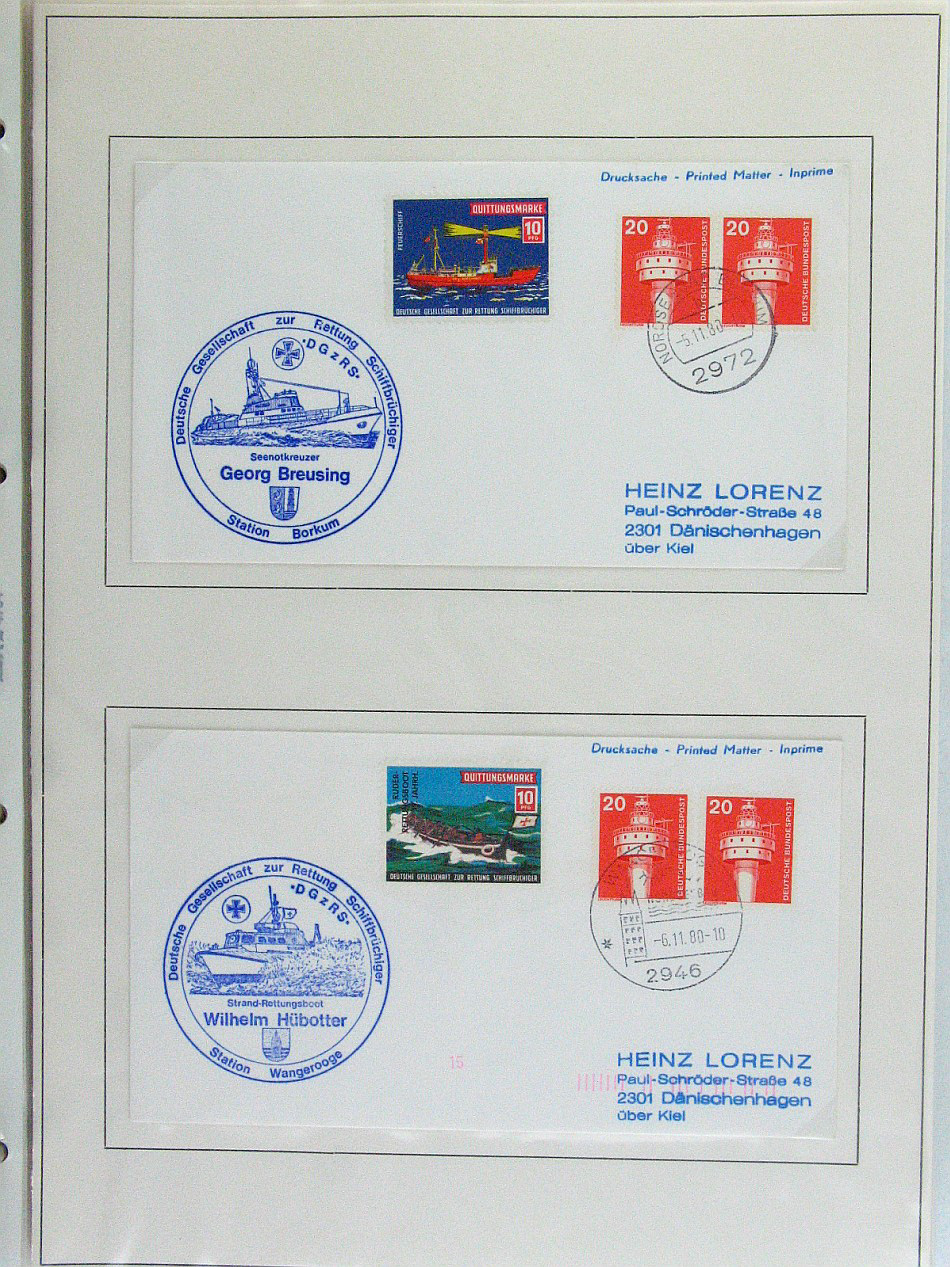 Drucksache - Printed Matter - Inprime
QUITTUNGSMARKE
10
PFG
FEUERSCHIFF
DEUTSCHE GESELLSCHAFT ZUR RETTUNG SCHIFFBRÜCHIGER
20
DEUTSCHE BUNDESPOST
20
DEUTSCHE BUNDESPOST
-5.11.80
2972
Deutsche Gesellschaft zur Rettung Schiffbrüchiger
·DGzRS·
Seenotkreuzer
Georg Breusing
Station Borkum
HEINZ LORENZ
Paul-Schröder-Straße 48
2301 Dänischenhagen
über Kiel
Drucksache - Printed Matter - Inprime
QUITTUNGSMARKE
10
PFG
DEUTSCHE GESELLSCHAFT ZUR RETTUNG SCHIFFBRÜCHIGER
20
DEUTSCHE BUNDESPOST
20
DEUTSCHE BUNDESPOST
-6.11.80-10
2946
Deutsche Gesellschaft zur Rettung Schiffbrüchiger
·DGzRS·
Strand-Rettungsboot
Wilhelm Hübotter
Station Wangerooge
15
HEINZ LORENZ
Paul-Schröder-Straße 48
2301 Dänischenhagen
über Kiel